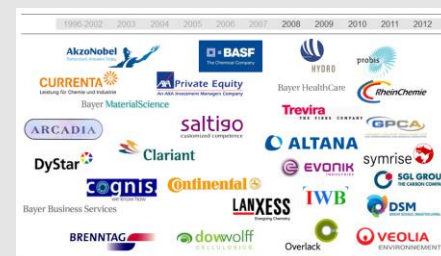 1996-2002 2003 2004 2005 2006 2007 2008 2009 2010 2011 2012
AkzoNobel
BASF
The Chemical Company
HYDRO
probis
CURRENTA
Leistung für Chemie und Industrie
AXA Private Equity
An AXA Investment Managers Company
Bayer HealthCare
RheinChemie
Bayer MaterialScience
Trevira
THE FIBRE COMPANY
GPCA
ARCADIA
saltigo
customized competence
Clariant
ALTANA
symrise
DyStar
EVONIK
INDUSTRIES
SGL GROUP
THE CARBON COMPANY
cognis
we know how
Continental
Bayer Business Services
LANXESS
Energizing Chemistry
IWB
DSM
BRENNTAG
dowwolff
CELLULOSICS
Overlack
VEOLIA
ENVIRONNEMENT